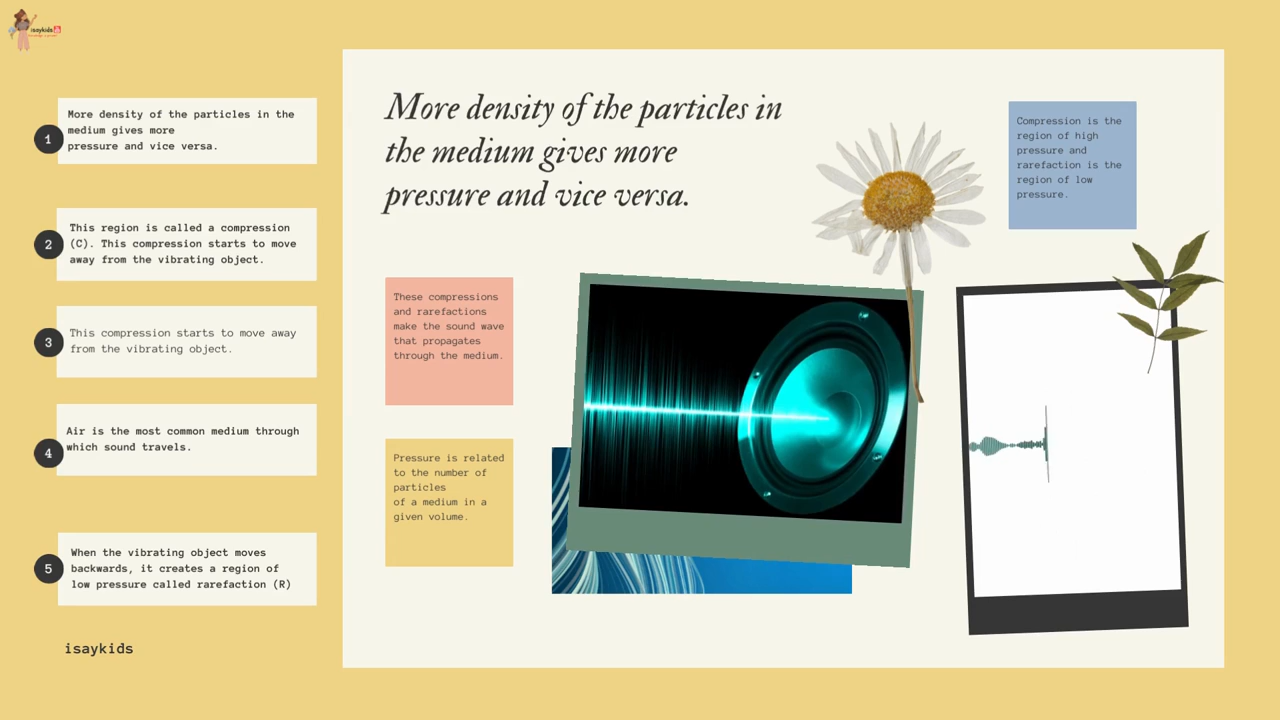 isaykids
More density of the particles in the
medium gives more
pressure and vice versa.
1
This region is called a compression
(C). This compression starts to move
away from the vibrating object.
2
This compression starts to move away
from the vibrating object.
3
Air is the most common medium through
which sound travels.
4
When the vibrating object moves
backwards, it creates a region of
low pressure called rarefaction (R)
5
isaykids
More density of the particles in
the medium gives more
pressure and vice versa.
Compression is the
region of high
pressure and
rarefaction is the
region of low
pressure.
These compressions
and rarefactions
make the sound wave
that propagates
through the medium.
Pressure is related
to the number of
particles
of a medium in a
given volume.